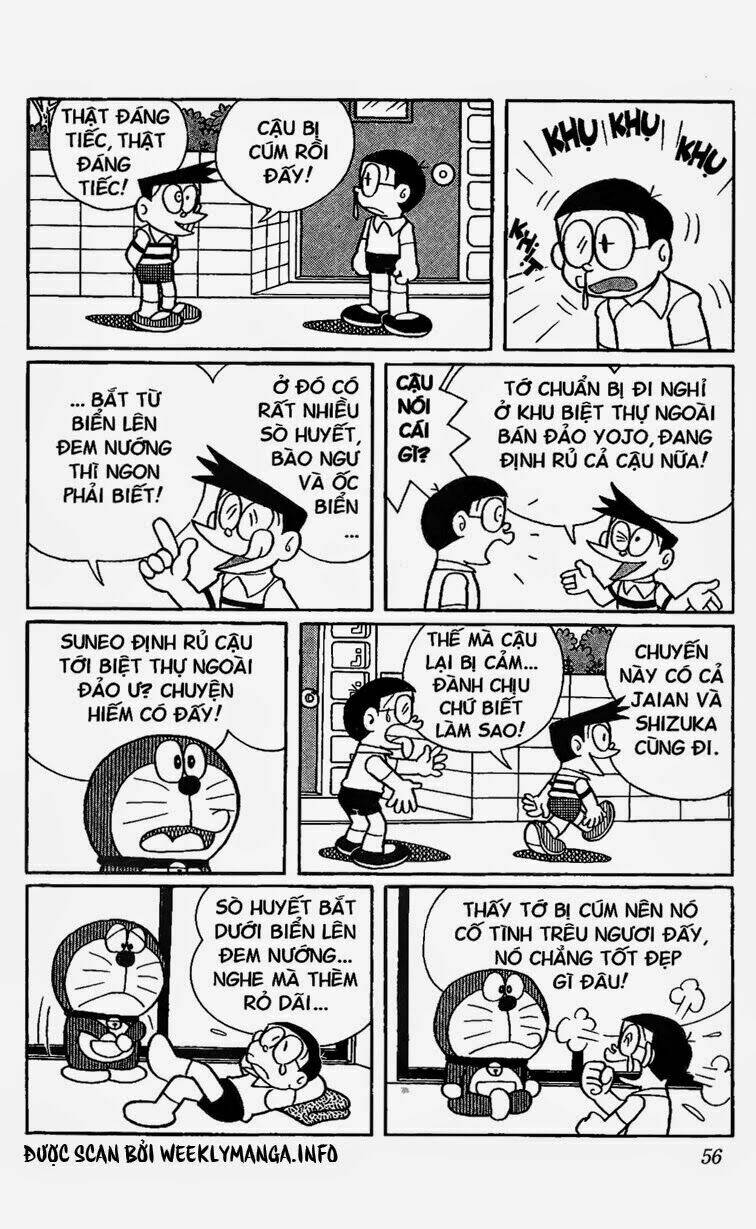 KHỤ KHỤ KHỤ
KHỊT
CẬU BỊ
CÚM RỒI
ĐẤY!
THẬT ĐÁNG
TIẾC, THẬT
ĐÁNG
TIẾC!
TỚ CHUẨN BỊ ĐI NGHỈ
Ở KHU BIỆT THỰ NGOÀI
BÁN ĐẢO YOJO, ĐANG
ĐỊNH RỦ CẢ CẬU NỮA!
CẬU
NÓI
CÁI
GÌ?
Ở ĐÓ CÓ
RẤT NHIỀU
SÒ HUYẾT,
BÀO NGƯ
VÀ ỐC
BIỂN
...
... BẮT TỪ
BIỂN LÊN
ĐEM NƯỚNG
THÌ NGON
PHẢI BIẾT!
CHUYẾN
NÀY CÓ CẢ
JAIAN VÀ
SHIZUKA
CÙNG ĐI.
THẾ MÀ CẬU
LẠI BỊ CẢM...
ĐÀNH CHỊU
CHỨ BIẾT
LÀM SAO!
SUNEO ĐỊNH RỦ CẬU
TỚI BIỆT THỰ NGOÀI
ĐẢO Ư? CHUYỆN
HIẾM CÓ ĐẤY!
THẤY TỚ BỊ CÚM NÊN NÓ
CỐ TÌNH TRÊU NGƯƠI ĐẤY,
NÓ CHẲNG TỐT ĐẸP
GÌ ĐÂU!
SÒ HUYẾT BẮT
DƯỚI BIỂN LÊN
ĐEM NƯỚNG...
NGHE MÀ THÈM
RỎ DÃI...
ĐƯỢC SCAN BỞI WEEKLYMANGA.INFO
56